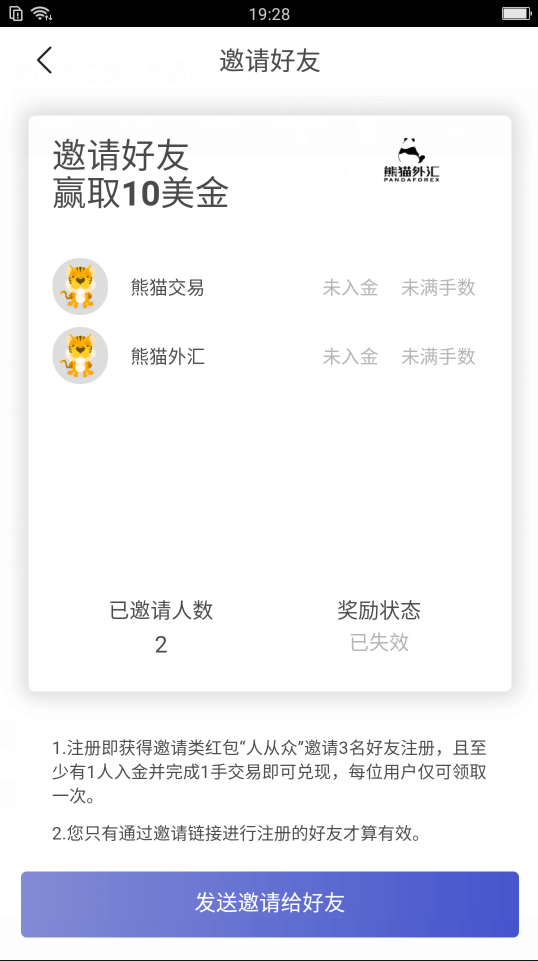 19:28
邀请好友
邀请好友
赢取10美金
熊猫外汇
PANDAFOREX
熊猫交易 未入金 未满手数
熊猫外汇 未入金 未满手数
已邀请人数 奖励状态
2 已失效
1.注册即获得邀请类红包“人从众”邀请3名好友注册，且至
少有1人入金并完成1手交易即可兑现，每位用户仅可领取
一次。
2.您只有通过邀请链接进行注册的好友才算有效。
发送邀请给好友